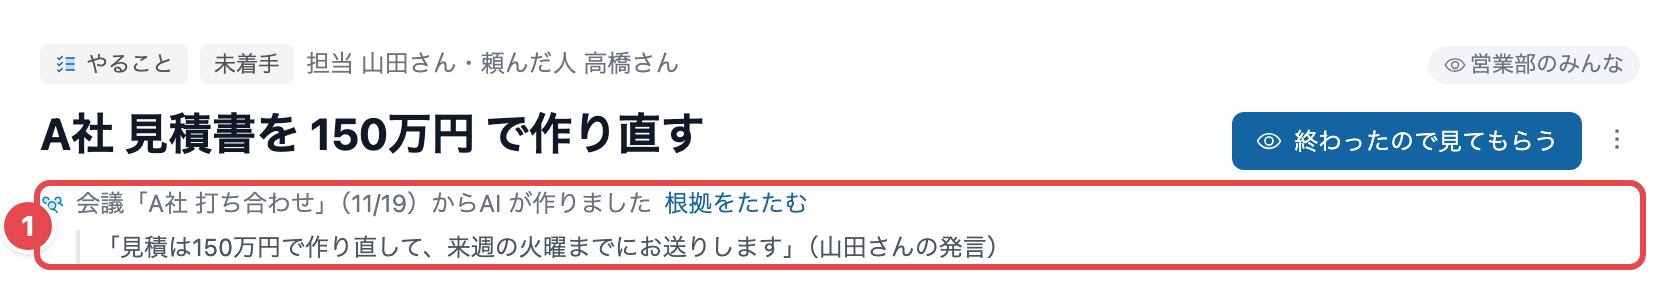 やること 未着手 担当 山田さん・頼んだ人 高橋さん 営業部のみんな
A社 見積書を 150万円 で作り直す 終わったので見てもらう
会議「A社 打ち合わせ」（11/19）からAI が作りました 根拠をたたむ
1
「見積は150万円で作り直して、来週の火曜までにお送りします」（山田さんの発言）